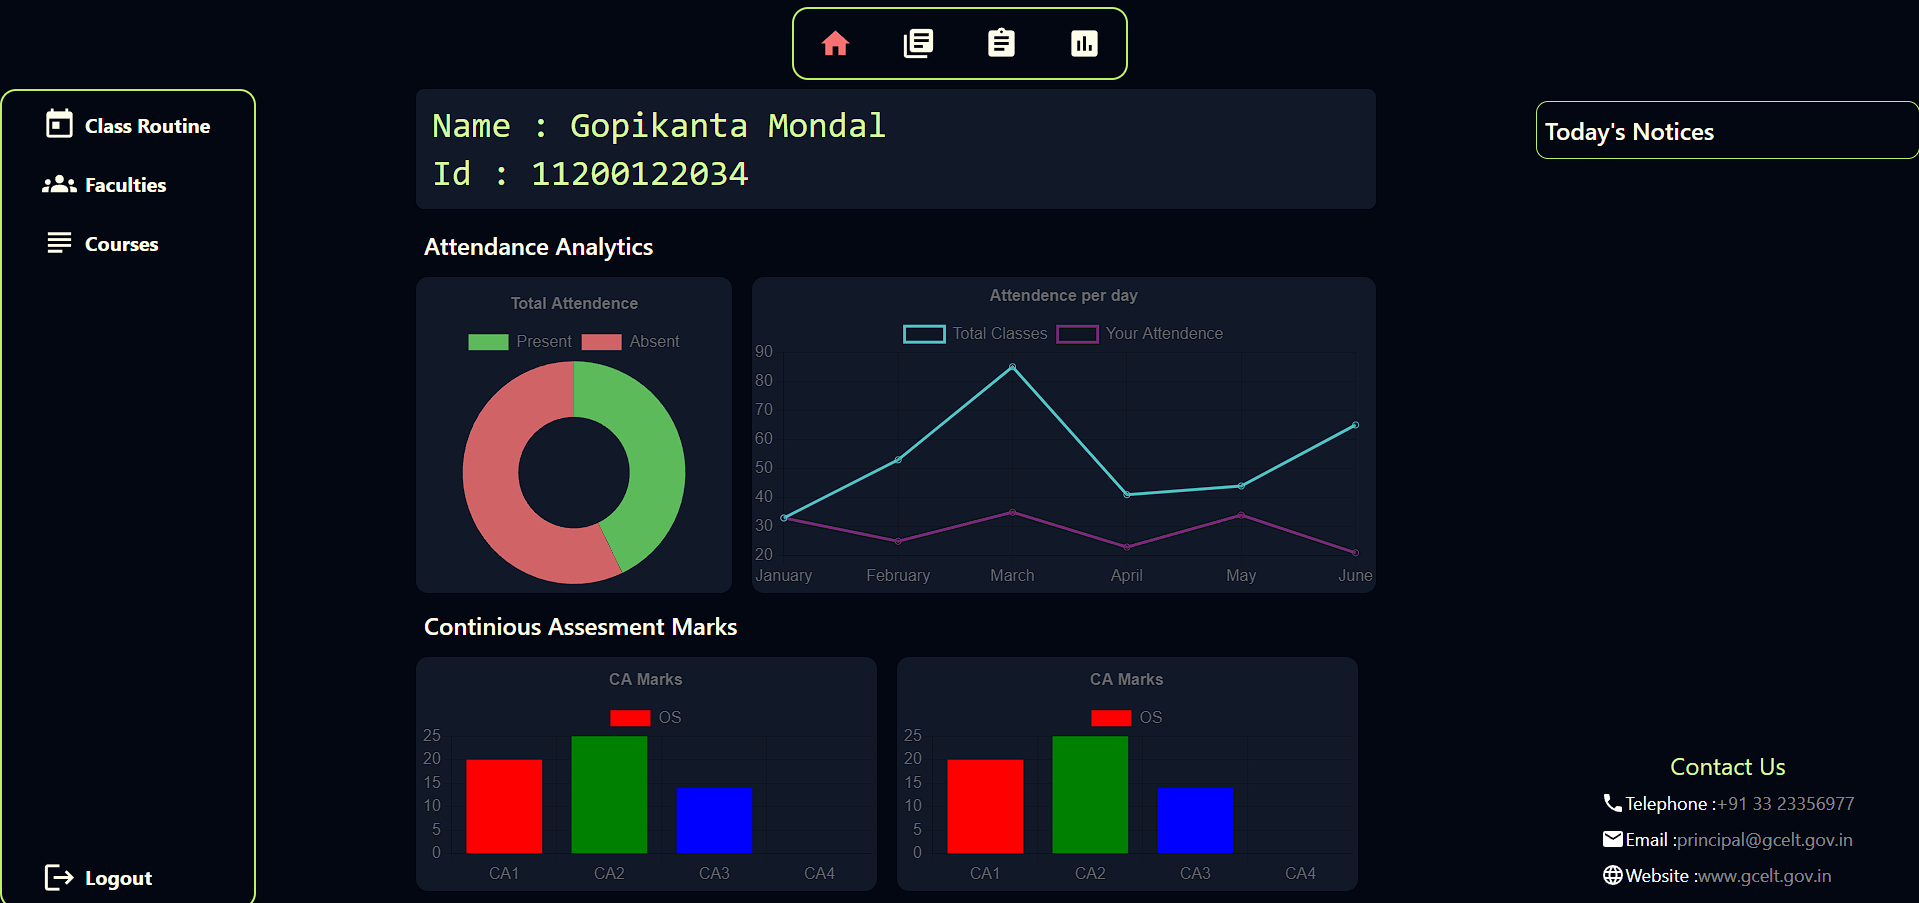 Class Routine
Faculties
Courses
Logout
Name : Gopikanta Mondal
Id : 11200122034
Attendance Analytics
Total Attendence
Present Absent
Attendence per day
Total Classes Your Attendence
90
80
70
60
50
40
30
20
January February March April May June
Continious Assesment Marks
CA Marks
OS
25
20
15
10
5
0
CA1 CA2 CA3 CA4
CA Marks
OS
25
20
15
10
5
0
CA1 CA2 CA3 CA4
Today's Notices
Contact Us
Telephone :+91 33 23356977
Email :principal@gcelt.gov.in
Website :www.gcelt.gov.in